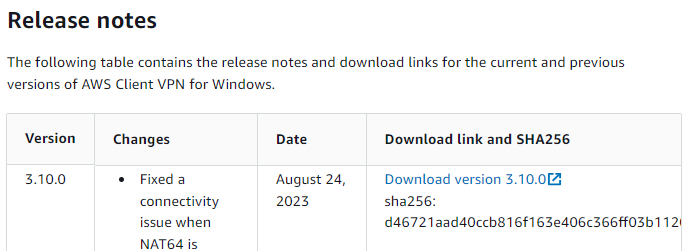 Release notes
The following table contains the release notes and download links for the current and previous
versions of AWS Client VPN for Windows.
Version Changes Date Download link and SHA256
3.10.0 • Fixed a August 24, Download version 3.10.0
connectivity 2023 sha256:
issue when d46721aad40ccb816f163e406c366ff03b1120
NAT64 is